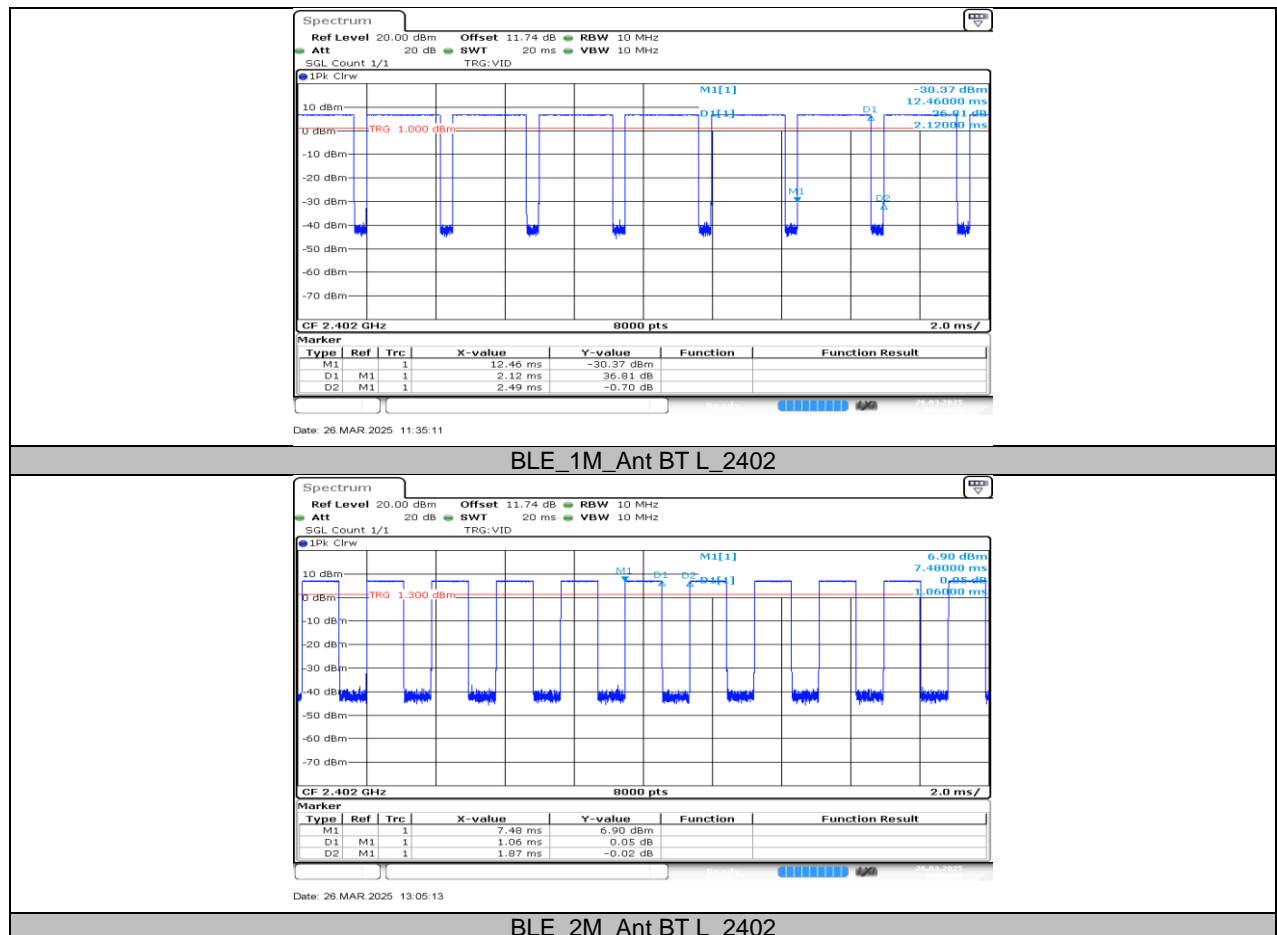 Spectrum
Ref Level 20.00 dBm Offset 11.74 dB RBW 10 MHz
Att 20 dB SWT 20 ms VBW 10 MHz
SGL Count 1/1 TRG:VID
1Pk Clrw
M1[1] -30.37 dBm
12.46000 ms
10 dBm D1[1] D1 36.81 dB
2.12000 ms
0 dBm TRG 1.000 dBm
-10 dBm
-20 dBm
M1
-30 dBm D2
-40 dBm
-50 dBm
-60 dBm
-70 dBm
CF 2.402 GHz 8000 pts 2.0 ms/
Marker
Type Ref Trc X-value Y-value Function Function Result
M1 1 12.46 ms -30.37 dBm
D1 M1 1 2.12 ms 36.81 dB
D2 M1 1 2.49 ms -0.70 dB
Date: 26.MAR.2025 11:35:11
BLE_1M_Ant BT L_2402
Spectrum
Ref Level 20.00 dBm Offset 11.74 dB RBW 10 MHz
Att 20 dB SWT 20 ms VBW 10 MHz
SGL Count 1/1 TRG:VID
1Pk Clrw
M1[1] 6.90 dBm
7.48000 ms
10 dBm M1 D1 D2 D1[1] 0.05 dB
1.06000 ms
0 dBm TRG 1.300 dBm
-10 dBm
-20 dBm
-30 dBm
-40 dBm
-50 dBm
-60 dBm
-70 dBm
CF 2.402 GHz 8000 pts 2.0 ms/
Marker
Type Ref Trc X-value Y-value Function Function Result
M1 1 7.48 ms 6.90 dBm
D1 M1 1 1.06 ms 0.05 dB
D2 M1 1 1.87 ms -0.02 dB
Date: 26.MAR.2025 13:05:13
BLE_2M_Ant BT L_2402